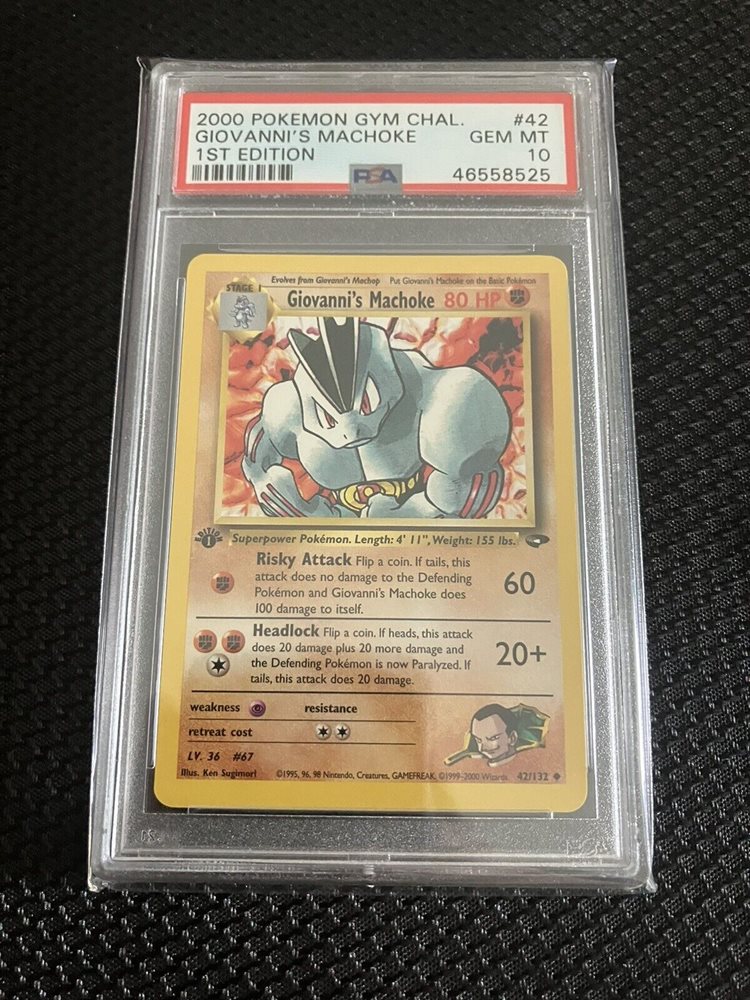 2000 POKEMON GYM CHAL. #42
GIOVANNI'S MACHOKE GEM MT
1ST EDITION 10
PSA 46558525
Evolves from Giovanni's Machop Put Giovanni's Machoke on the Basic Pokémon
STAGE 1
Giovanni's Machoke 80 HP
EDITION
1
Superpower Pokémon. Length: 4' 11", Weight: 155 lbs.
Risky Attack Flip a coin. If tails, this
attack does no damage to the Defending
Pokémon and Giovanni's Machoke does
100 damage to itself.
60
Headlock Flip a coin. If heads, this attack
does 20 damage plus 20 more damage and
the Defending Pokémon is now Paralyzed. If
tails, this attack does 20 damage.
20+
weakness resistance
retreat cost
LV. 36 #67
Illus. Ken Sugimori ©1995, 96, 98 Nintendo, Creatures, GAMEFREAK. ©1999-2000 Wizards. 42/132